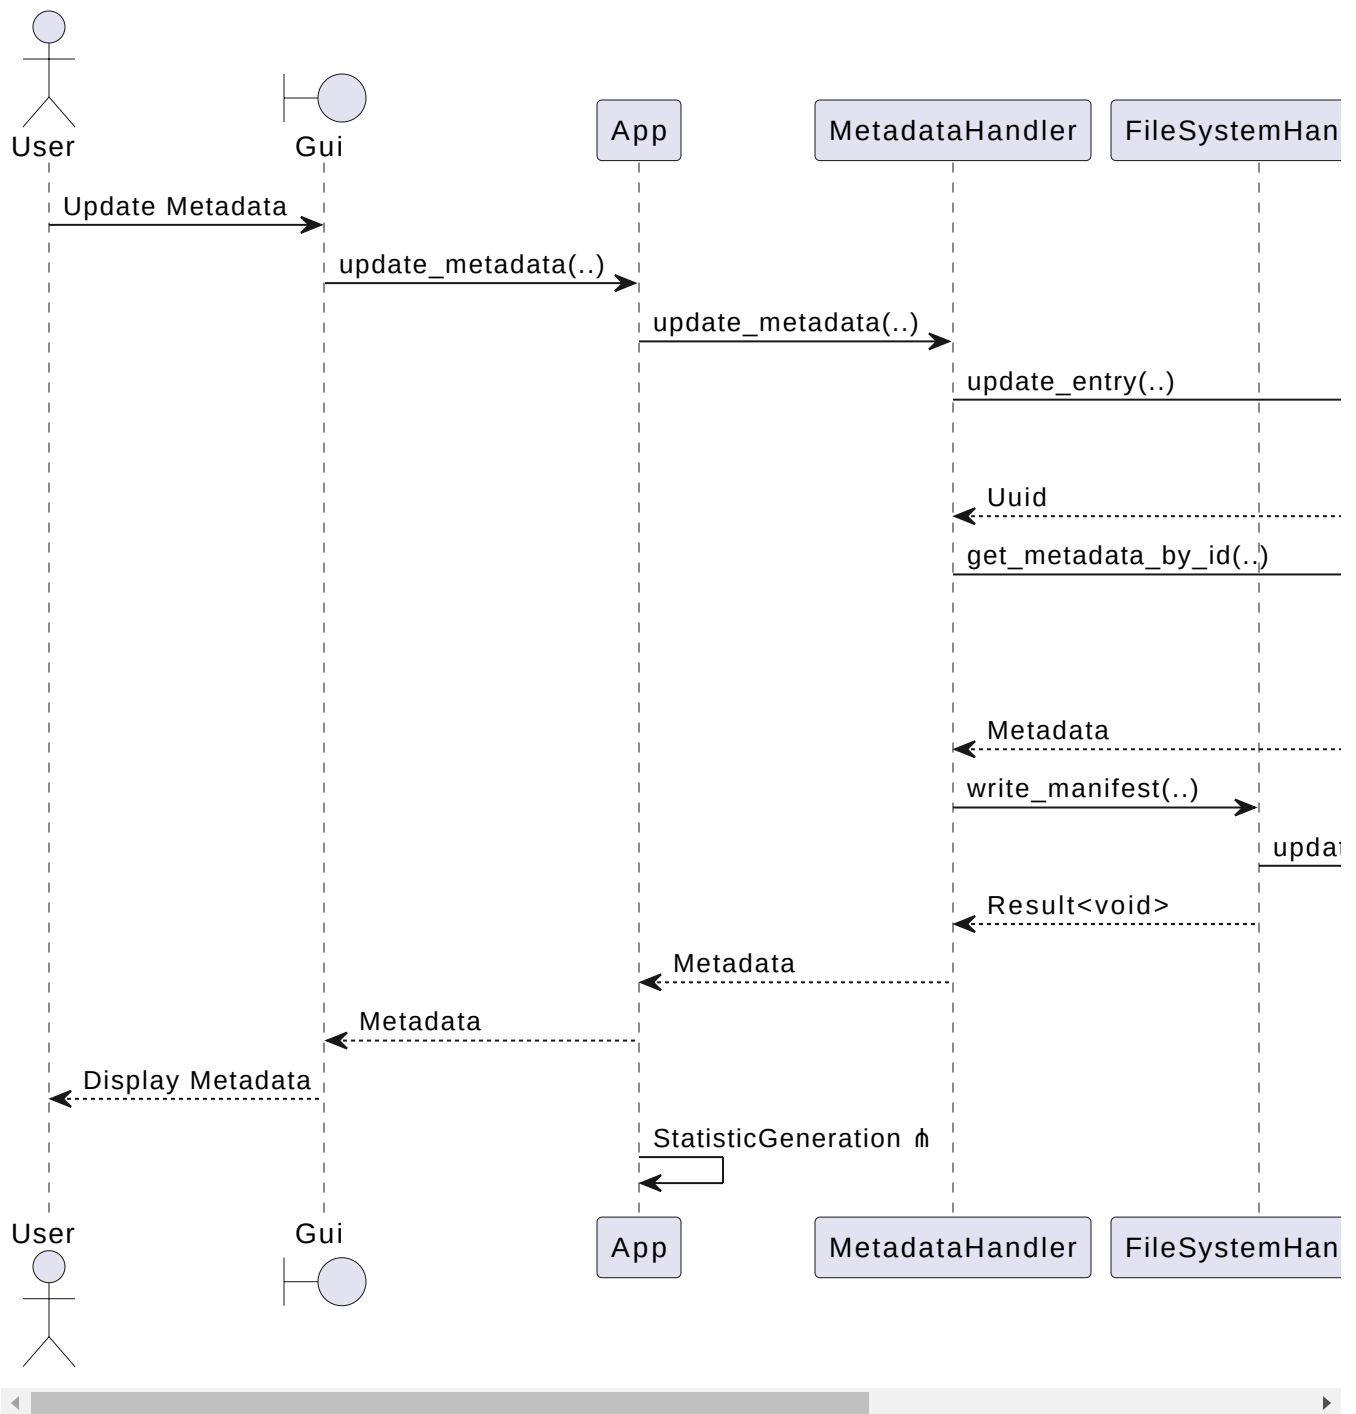 User
Gui
App
MetadataHandler
FileSystemHan
Update Metadata
update_metadata(..)
update_metadata(..)
update_entry(..)
Uuid
get_metadata_by_id(..)
Metadata
write_manifest(..)
updat
Result<void>
Metadata
Metadata
Display Metadata
StatisticGeneration ⋔
User
Gui
App
MetadataHandler
FileSystemHan